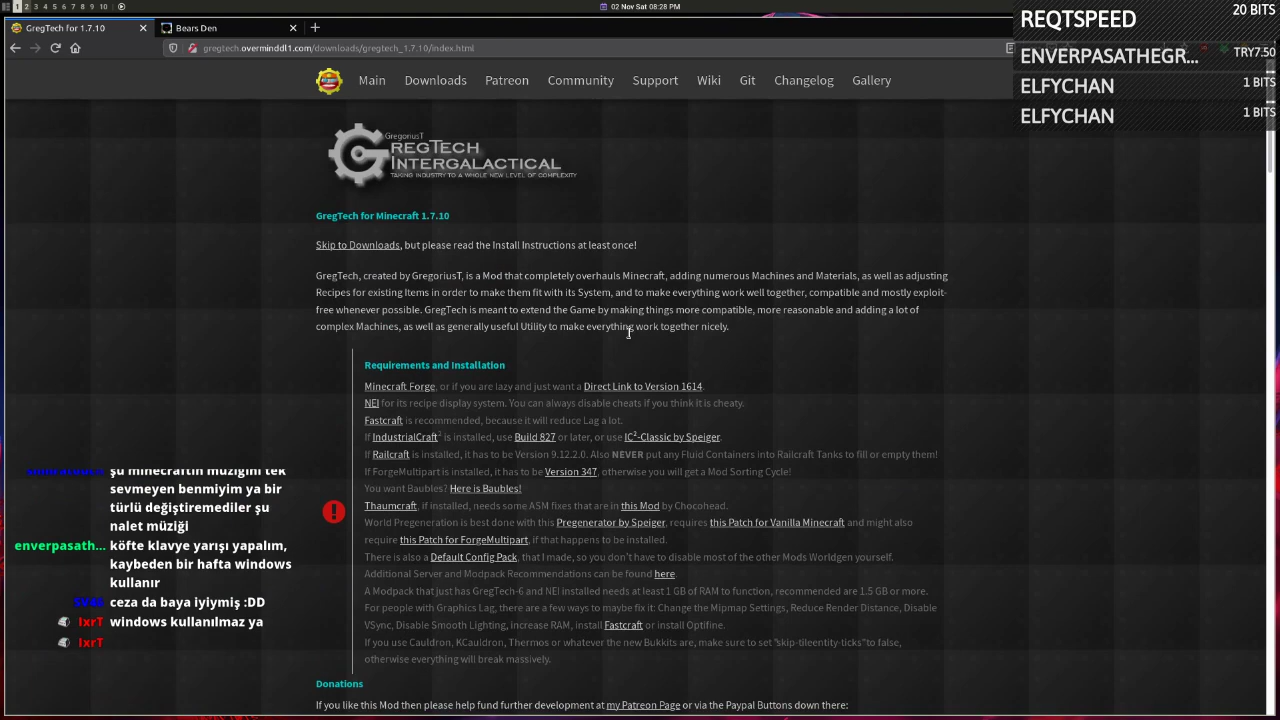 1 2 3 4 5 6 7 8 9 10
02 Nov Sat 08:28 PM
GregTech for 1.7.10
Bears Den
gregtech.overminddl1.com/downloads/gregtech_1.7.10/index.html
REQTSPEED 20 BITS
ENVERPASATHEGR... TRY7.50
ELFYCHAN 1 BITS
ELFYCHAN 1 BITS
Main Downloads Patreon Community Support Wiki Git Changelog Gallery
GregoriusT
GREGTECH
INTERGALACTICAL
TAKING INDUSTRY TO A WHOLE NEW LEVEL OF COMPLEXITY
GregTech for Minecraft 1.7.10
Skip to Downloads, but please read the Install Instructions at least once!
GregTech, created by GregoriusT, is a Mod that completely overhauls Minecraft, adding numerous Machines and Materials, as well as adjusting
Recipes for existing Items in order to make them fit with its System, and to make everything work well together, compatible and mostly exploit-
free whenever possible. GregTech is meant to extend the Game by making things more compatible, more reasonable and adding a lot of
complex Machines, as well as generally useful Utility to make everything work together nicely.
Requirements and Installation
Minecraft Forge, or if you are lazy and just want a Direct Link to Version 1614.
NEI for its recipe display system. You can always disable cheats if you think it is cheaty.
Fastcraft is recommended, because it will reduce Lag a lot.
If IndustrialCraft² is installed, use Build 827 or later, or use IC²-Classic by Speiger.
If Railcraft is installed, it has to be Version 9.12.2.0. Also NEVER put any Fluid Containers into Railcraft Tanks to fill or empty them!
If ForgeMultipart is installed, it has to be Version 347, otherwise you will get a Mod Sorting Cycle!
You want Baubles? Here is Baubles!
Thaumcraft, if installed, needs some ASM fixes that are in this Mod by Chocohead.
World Pregeneration is best done with this Pregenerator by Speiger, requires this Patch for Vanilla Minecraft and might also
require this Patch for ForgeMultipart, if that happens to be installed.
There is also a Default Config Pack, that I made, so you don't have to disable most of the other Mods Worldgen yourself.
Additional Server and Modpack Recommendations can be found here.
A Modpack that just has GregTech-6 and NEI installed needs at least 1 GB of RAM to function, recommended are 1.5 GB or more.
For people with Graphics Lag, there are a few ways to maybe fix it: Change the Mipmap Settings, Reduce Render Distance, Disable
VSync, Disable Smooth Lighting, increase RAM, install Fastcraft or install Optifine.
If you use Cauldron, KCauldron, Thermos or whatever the new Bukkits are, make sure to set "skip-tileentity-ticks" to false,
otherwise everything will break massively.
Donations
If you like this Mod then please help fund further development at my Patreon Page or via the Paypal Buttons down there:
şu minecraftin müziğini tek
sevmeyen benmiyim ya bir
türlü değiştiremediler şu
nalet müziği
enverpasath... köfte klavye yarışı yapalım,
kaybeden bir hafta windows
kullanır
ceza da baya iyiymiş :DD
IxrT windows kullanılmaz ya
IxrT